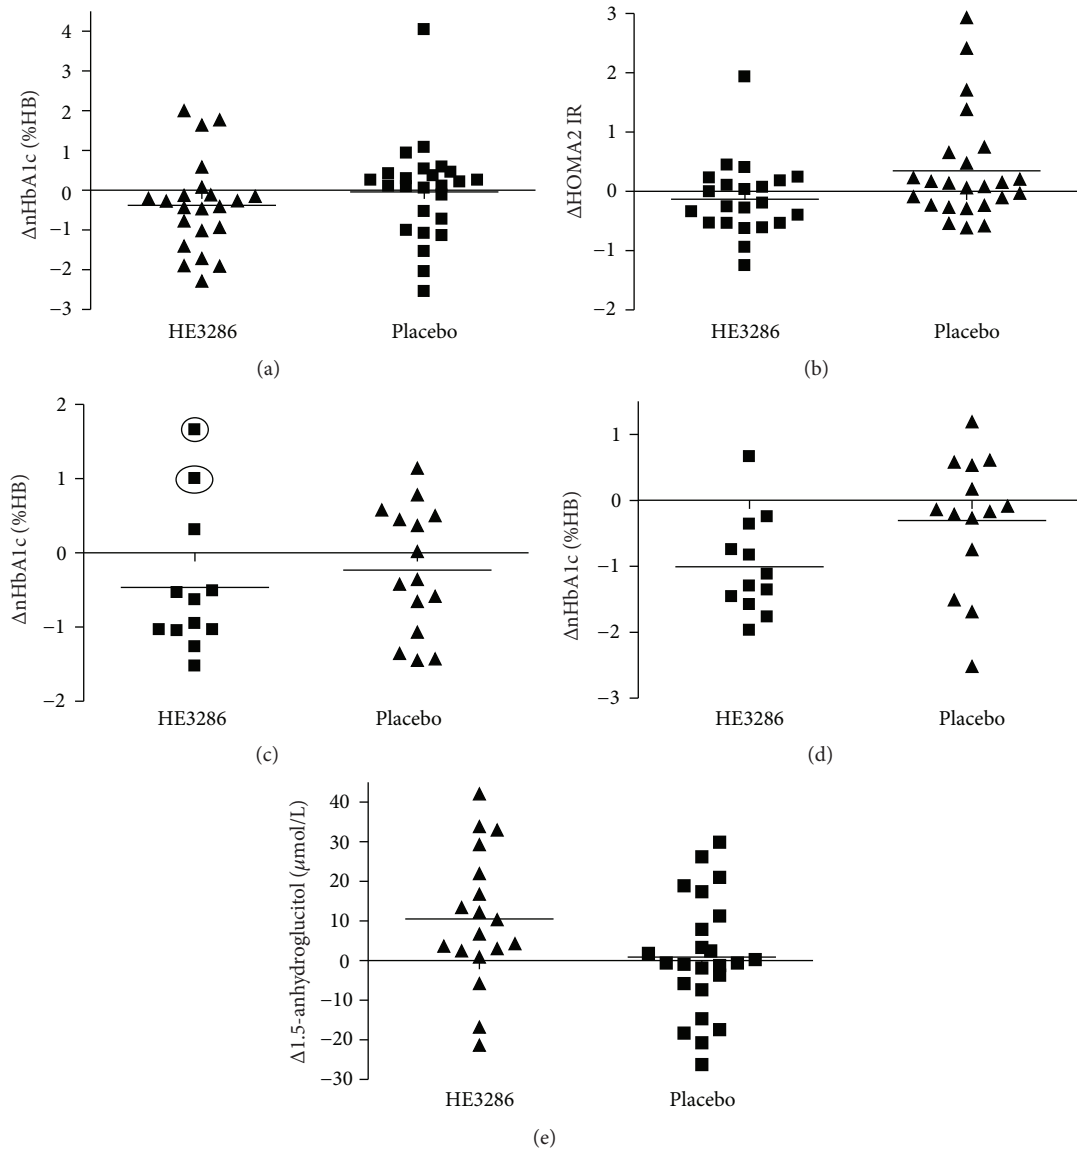 4
3
2
1
0
−1
−2
−3
ΔnHbA1c (%HB)
HE3286 Placebo
(a)
3
2
1
0
−1
−2
ΔHOMA2 IR
HE3286 Placebo
(b)
2
1
0
−1
−2
ΔnHbA1c (%HB)
HE3286 Placebo
(c)
1
0
−1
−2
−3
ΔnHbA1c (%HB)
HE3286 Placebo
(d)
40
30
20
10
0
−10
−20
−30
Δ1.5-anhydroglucitol (μmol/L)
HE3286 Placebo
(e)